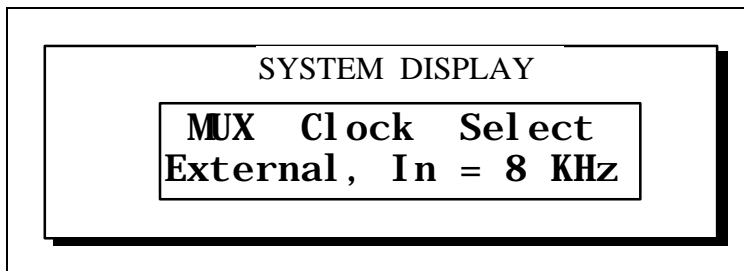 SYSTEM DISPLAY
MUX Clock Select
External, In = 8 KHz